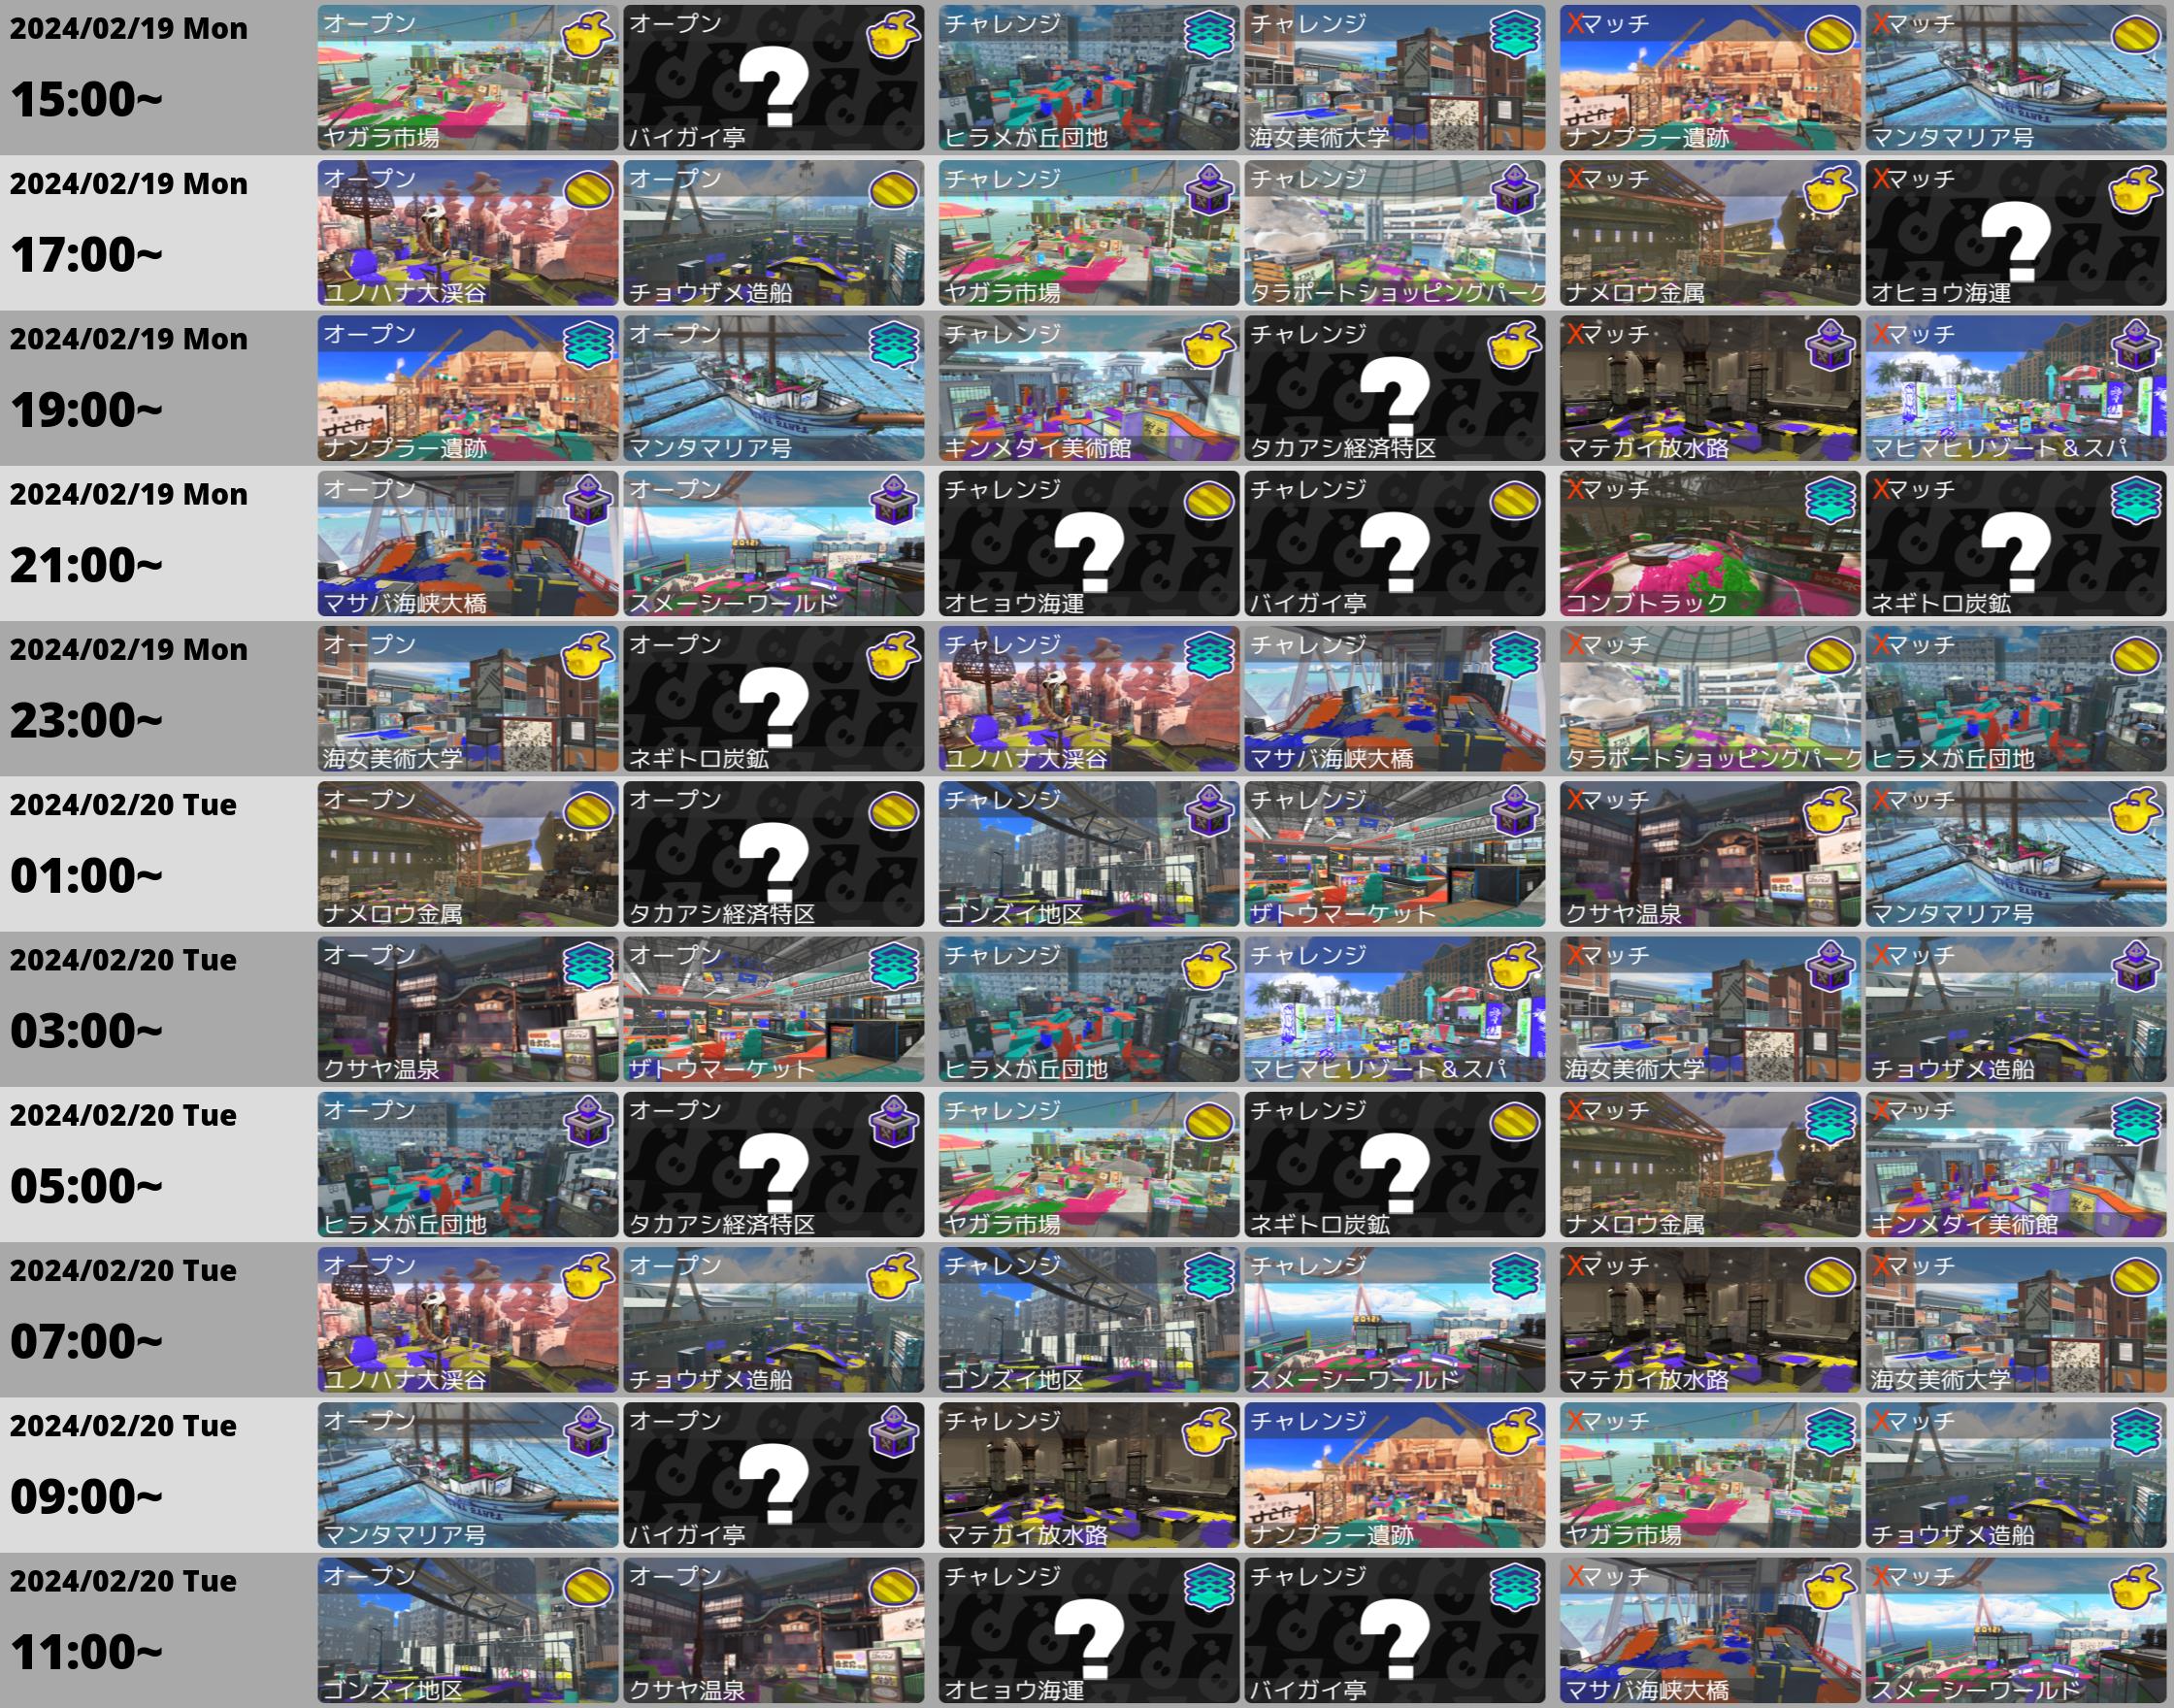 2024/02/19 Mon
15:00~
オープン
ヤガラ市場
オープン
バイガイ亭
チャレンジ
ヒラメが丘団地
チャレンジ
海女美術大学
Xマッチ
ナンプラー遺跡
Xマッチ
マンタマリア号
2024/02/19 Mon
17:00~
オープン
ユノハナ大渓谷
オープン
チョウザメ造船
チャレンジ
ヤガラ市場
チャレンジ
タラポートショッピングパーク
Xマッチ
ナメロウ金属
Xマッチ
オヒョウ海運
2024/02/19 Mon
19:00~
オープン
ナンプラー遺跡
オープン
マンタマリア号
チャレンジ
キンメダイ美術館
チャレンジ
タカアシ経済特区
Xマッチ
マテガイ放水路
Xマッチ
マヒマヒリゾート&スパ
2024/02/19 Mon
21:00~
オープン
マサバ海峡大橋
オープン
スメーシーワールド
チャレンジ
オヒョウ海運
チャレンジ
バイガイ亭
Xマッチ
コンブトラック
Xマッチ
ネギトロ炭鉱
2024/02/19 Mon
23:00~
オープン
海女美術大学
オープン
ネギトロ炭鉱
チャレンジ
ユノハナ大渓谷
チャレンジ
マサバ海峡大橋
Xマッチ
タラポートショッピングパーク
Xマッチ
ヒラメが丘団地
2024/02/20 Tue
01:00~
オープン
ナメロウ金属
オープン
タカアシ経済特区
チャレンジ
ゴンズイ地区
チャレンジ
ザトウマーケット
Xマッチ
クサヤ温泉
Xマッチ
マンタマリア号
2024/02/20 Tue
03:00~
オープン
クサヤ温泉
オープン
ザトウマーケット
チャレンジ
ヒラメが丘団地
チャレンジ
マヒマヒリゾート&スパ
Xマッチ
海女美術大学
Xマッチ
チョウザメ造船
2024/02/20 Tue
05:00~
オープン
ヒラメが丘団地
オープン
タカアシ経済特区
チャレンジ
ヤガラ市場
チャレンジ
ネギトロ炭鉱
Xマッチ
ナメロウ金属
Xマッチ
キンメダイ美術館
2024/02/20 Tue
07:00~
オープン
ユノハナ大渓谷
オープン
チョウザメ造船
チャレンジ
ゴンズイ地区
チャレンジ
スメーシーワールド
Xマッチ
マテガイ放水路
Xマッチ
海女美術大学
2024/02/20 Tue
09:00~
オープン
マンタマリア号
オープン
バイガイ亭
チャレンジ
マテガイ放水路
チャレンジ
ナンプラー遺跡
Xマッチ
ヤガラ市場
Xマッチ
チョウザメ造船
2024/02/20 Tue
11:00~
オープン
ゴンズイ地区
オープン
クサヤ温泉
チャレンジ
オヒョウ海運
チャレンジ
バイガイ亭
Xマッチ
マサバ海峡大橋
Xマッチ
スメーシーワールド